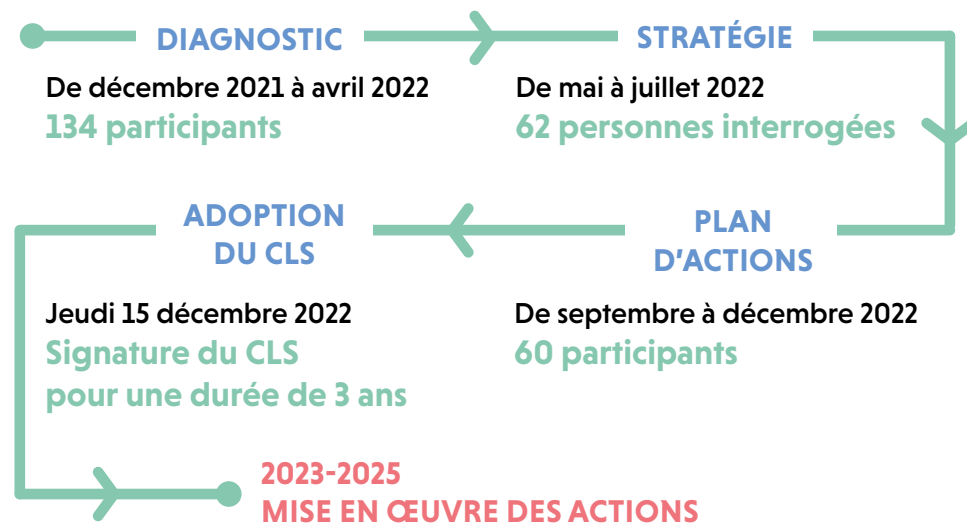 DIAGNOSTIC
De décembre 2021 à avril 2022
134 participants
STRATÉGIE
De mai à juillet 2022
62 personnes interrogées
PLAN
D’ACTIONS
De septembre à décembre 2022
60 participants
ADOPTION
DU CLS
Jeudi 15 décembre 2022
Signature du CLS
pour une durée de 3 ans
2023-2025
MISE EN ŒUVRE DES ACTIONS